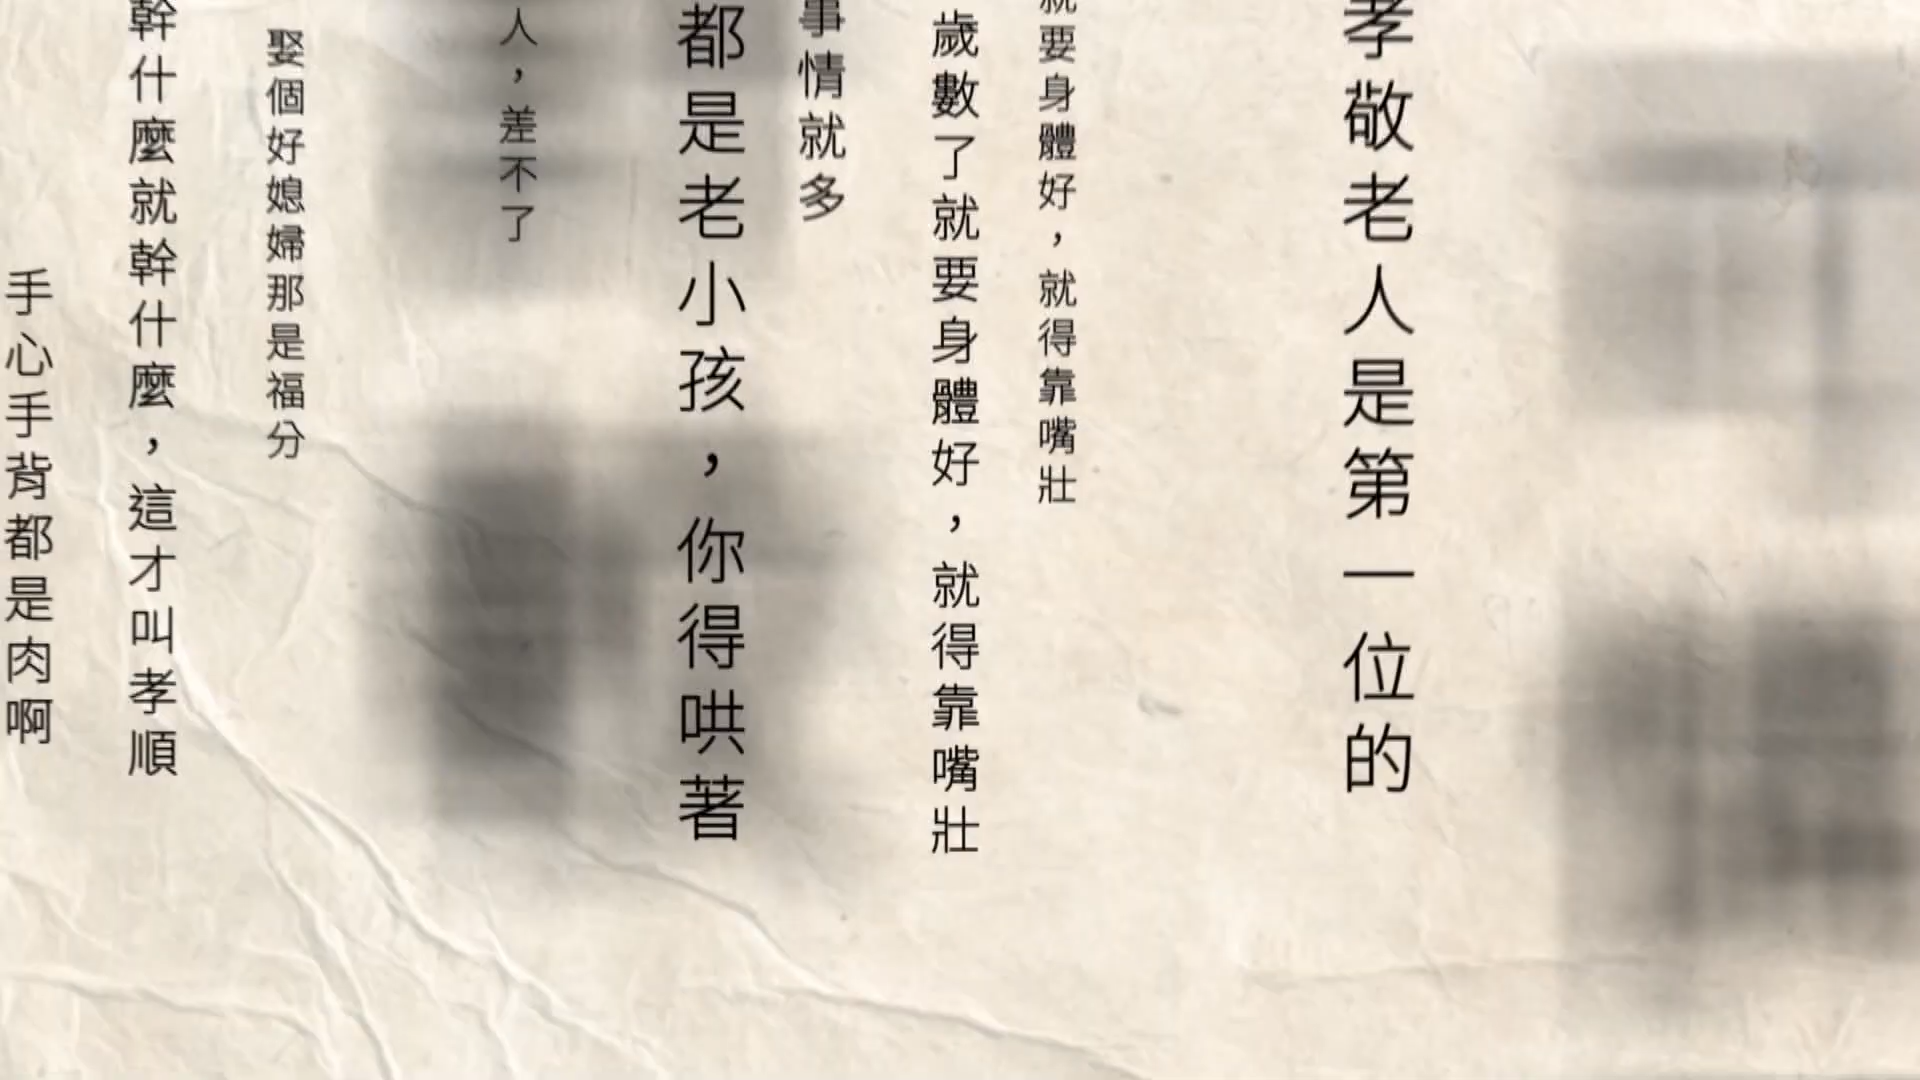 孝敬老人是第一位的
就要身體好，就得靠嘴壯
歲數了就要身體好，就得靠嘴壯
事情就多
都是老小孩，你得哄著
人，差不了
娶個好媳婦那是福分
幹什麼就幹什麼，這才叫孝順
手心手背都是肉啊